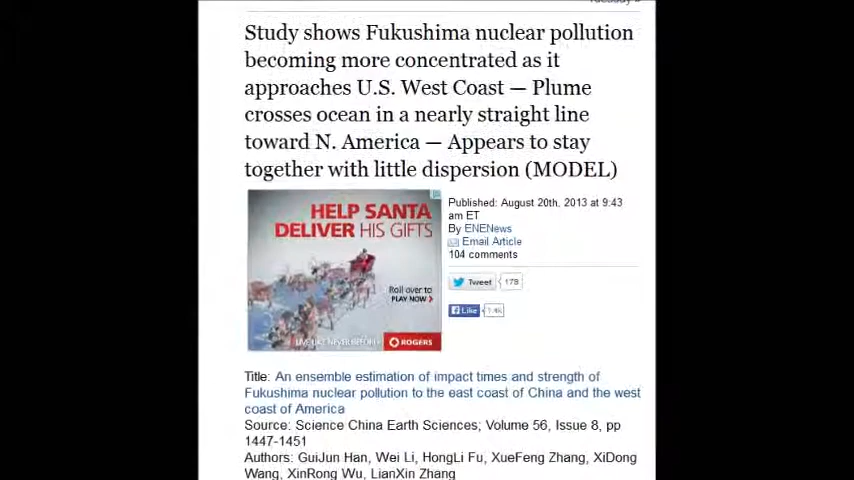 Study shows Fukushima nuclear pollution
becoming more concentrated as it
approaches U.S. West Coast — Plume
crosses ocean in a nearly straight line
toward N. America — Appears to stay
together with little dispersion (MODEL)
HELP SANTA
DELIVER HIS GIFTS
Roll over to
PLAY NOW
ROGERS
Published: August 20th, 2013 at 9:43
am ET
By ENENews
Email Article
104 comments
Tweet 178
Like
Title: An ensemble estimation of impact times and strength of
Fukushima nuclear pollution to the east coast of China and the west
coast of America
Source: Science China Earth Sciences; Volume 56, Issue 8, pp
1447-1451
Authors: GuiJun Han, Wei Li, HongLi Fu, XueFeng Zhang, XiDong
Wang, XinRong Wu, LianXin Zhang